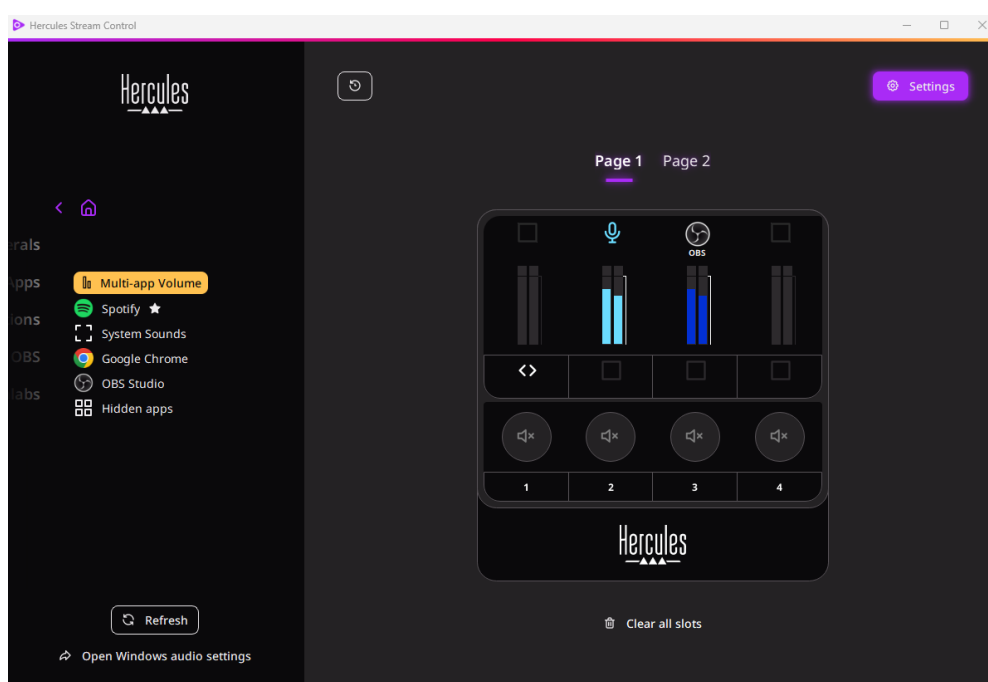 Hercules Stream Control
Hercules
Settings
Page 1 Page 2
erals
Apps
ions
OBS
abs
Multi-app Volume
Spotify
System Sounds
Google Chrome
OBS Studio
Hidden apps
OBS
1 2 3 4
Hercules
Refresh
Open Windows audio settings
Clear all slots